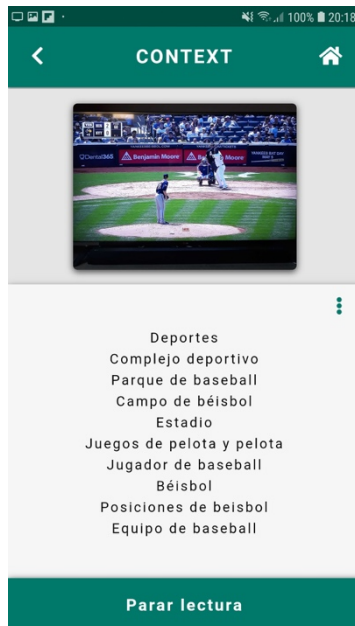 100% 20:18
CONTEXT
Dental365
Benjamin Moore
Moore
Deportes
Complejo deportivo
Parque de baseball
Campo de béisbol
Estadio
Juegos de pelota y pelota
Jugador de baseball
Béisbol
Posiciones de beisbol
Equipo de baseball
Parar lectura